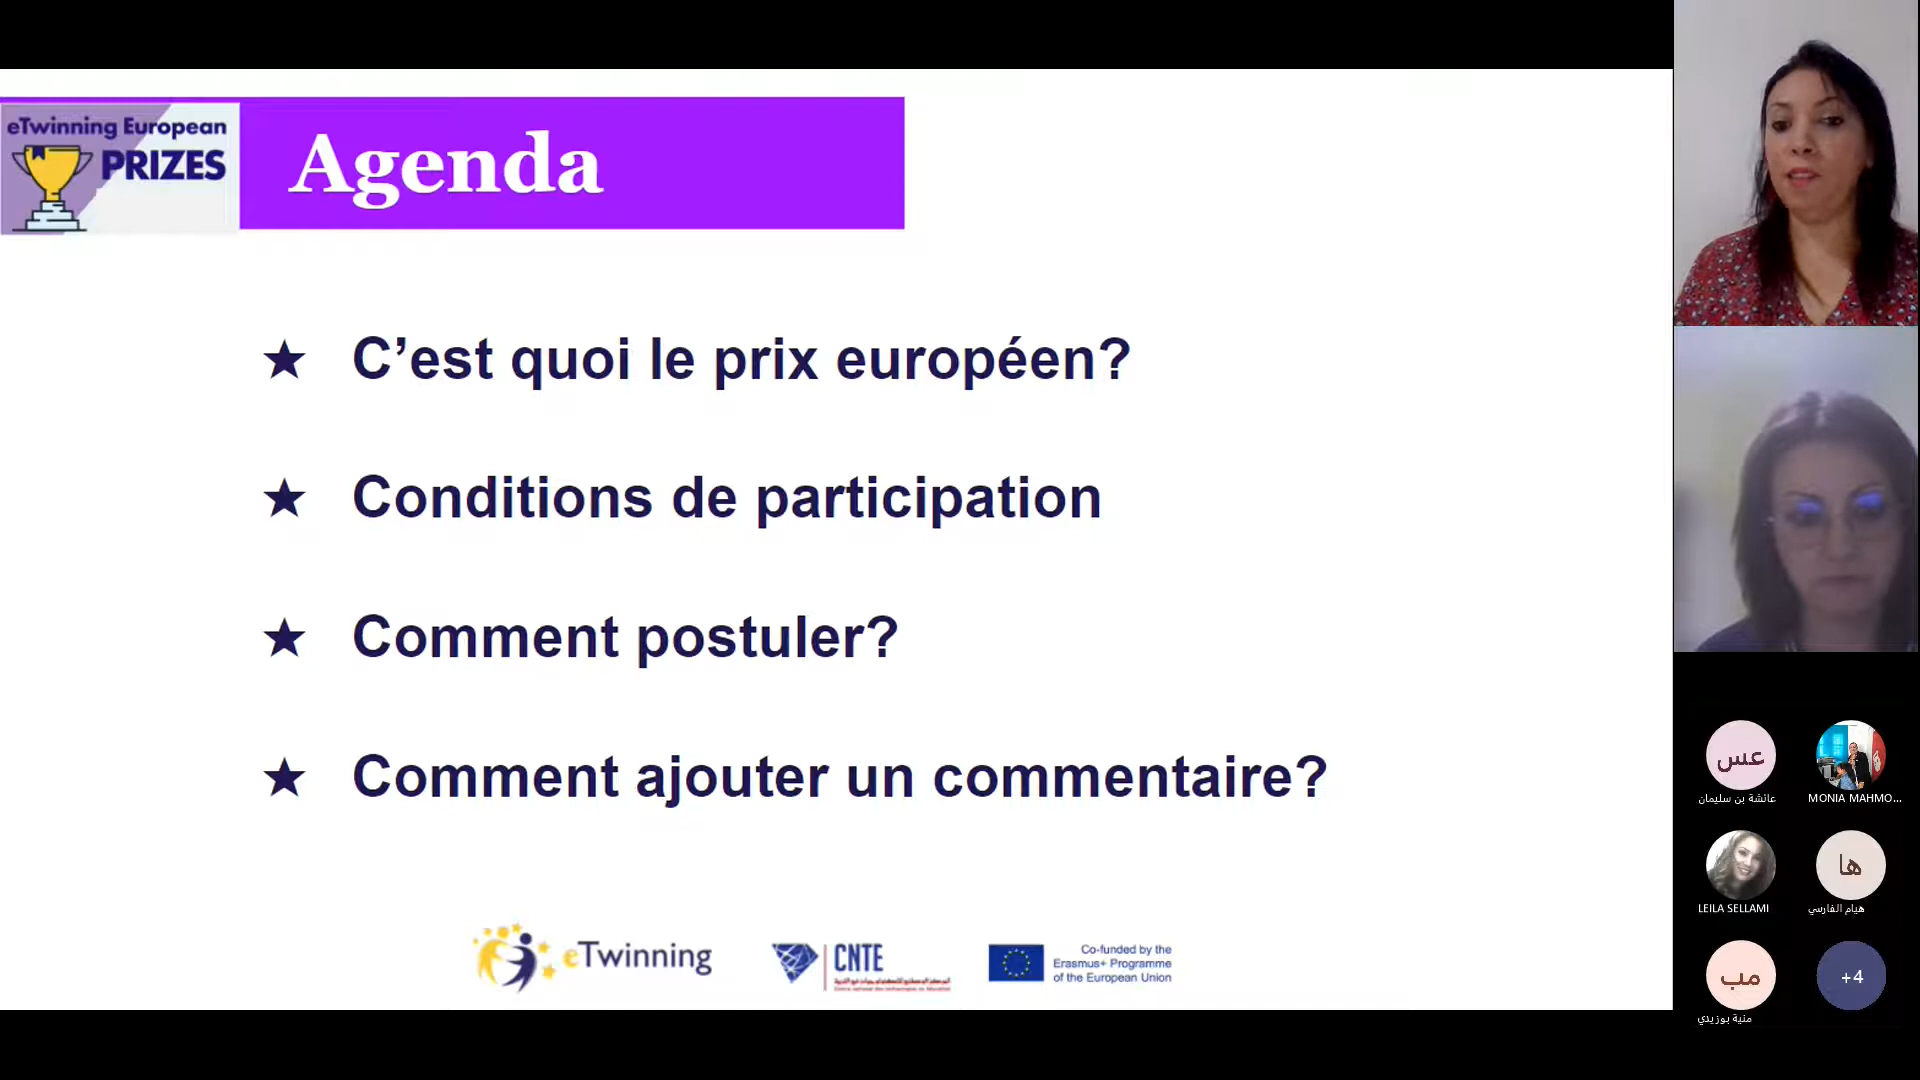 eTwinning European
PRIZES
Agenda
★ C’est quoi le prix européen?
★ Conditions de participation
★ Comment postuler?
★ Comment ajouter un commentaire?
eTwinning
CNTE
Co-funded by the
Erasmus+ Programme
of the European Union
عس
عائشة بن سليمان
MONIA MAHMO...
LEILA SELLAMI
ها
هيام الفارسي
مب
منية بوزيدي
+4